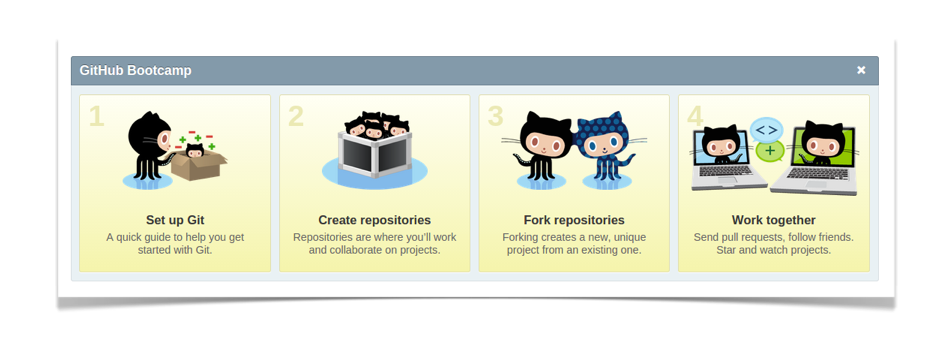 GitHub Bootcamp
1
Set up Git
A quick guide to help you get
started with Git.
2
Create repositories
Repositories are where you'll work
and collaborate on projects.
3
Fork repositories
Forking creates a new, unique
project from an existing one.
4
<>
+
Work together
Send pull requests, follow friends.
Star and watch projects.